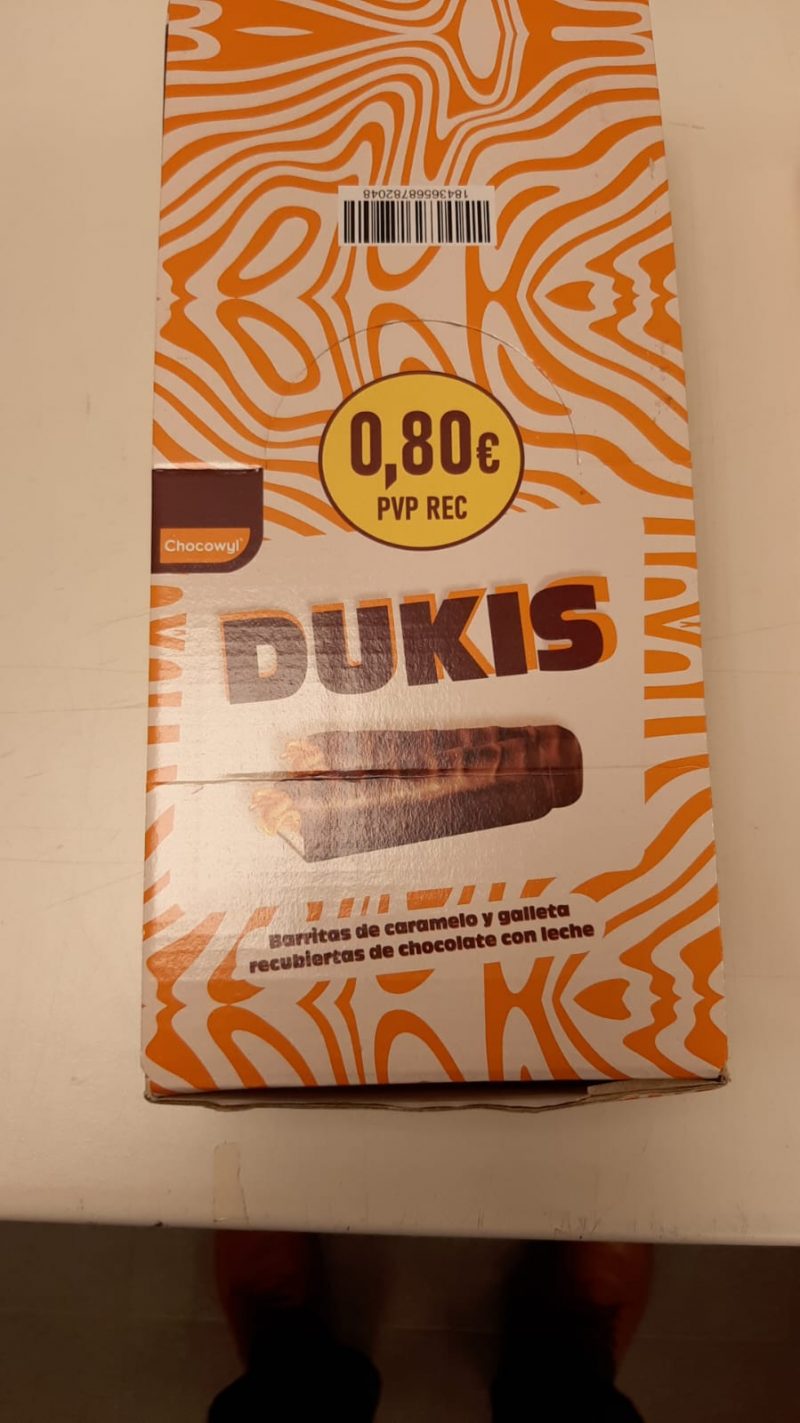 18436568782048
0,80€
PVP REC
Chocowyl
DUKIS
Barritas de caramelo y galleta
recubiertas de chocolate con leche